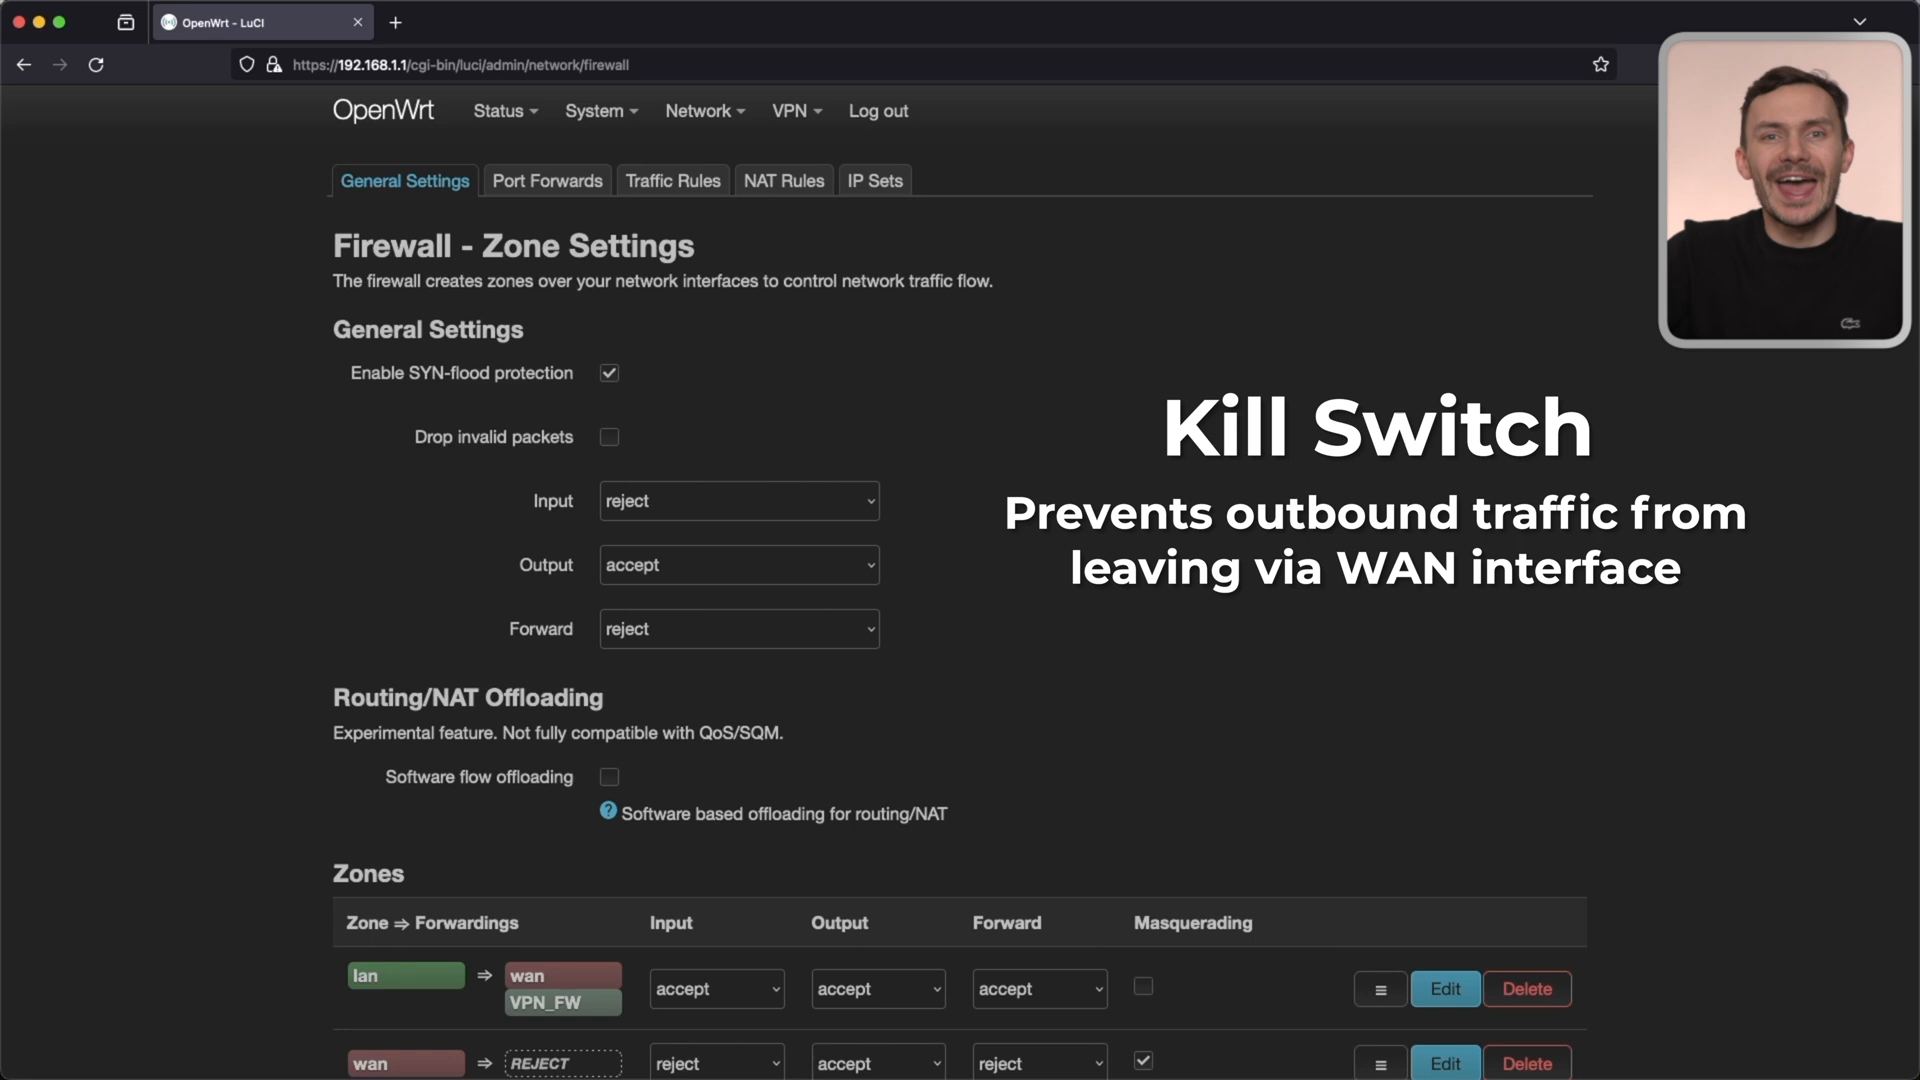 OpenWrt - LuCI
https://192.168.1.1/cgi-bin/luci/admin/network/firewall
OpenWrt Status System Network VPN Log out
General Settings Port Forwards Traffic Rules NAT Rules IP Sets
Firewall - Zone Settings
The firewall creates zones over your network interfaces to control network traffic flow.
General Settings
Enable SYN-flood protection
Drop invalid packets
Input reject
Output accept
Forward reject
Kill Switch
Prevents outbound traffic from
leaving via WAN interface
Routing/NAT Offloading
Experimental feature. Not fully compatible with QoS/SQM.
Software flow offloading
? Software based offloading for routing/NAT
Zones
Zone ⇒ Forwardings Input Output Forward Masquerading
lan ⇒ wan accept accept accept Edit Delete
VPN_FW
wan ⇒ REJECT reject accept reject Edit Delete